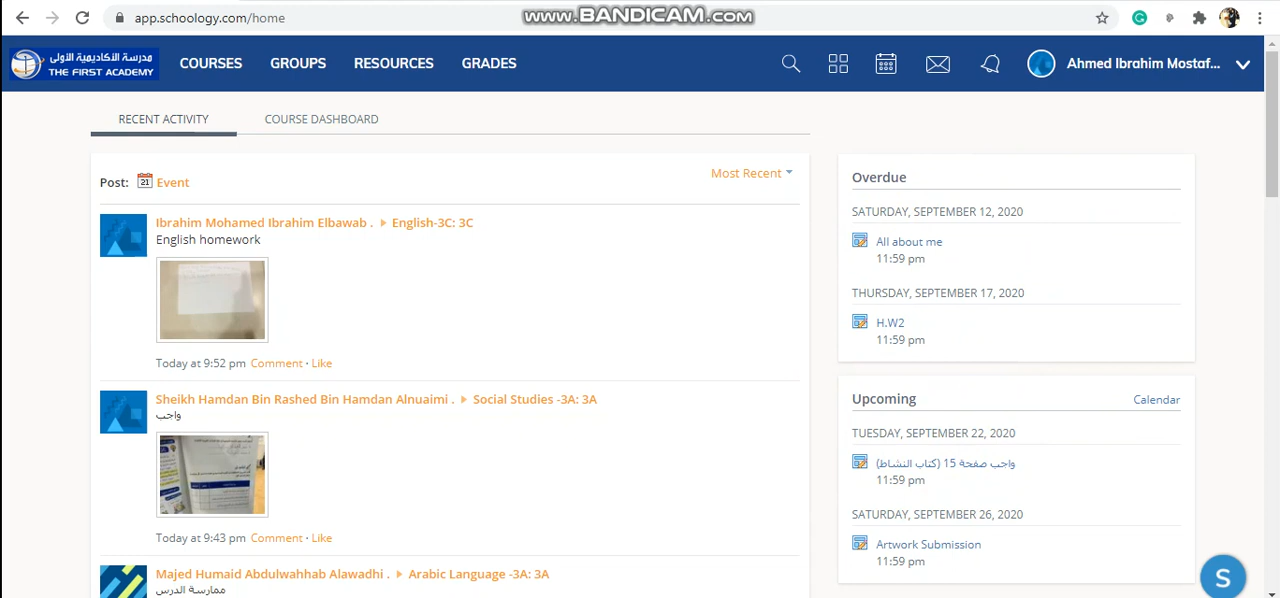 app.schoology.com/home
www.BANDICAM.com
مدرسة الأكاديمية الأولى
THE FIRST ACADEMY
COURSES
GROUPS
RESOURCES
GRADES
Ahmed Ibrahim Mostaf...
RECENT ACTIVITY
COURSE DASHBOARD
Post: 21 Event
Most Recent
Ibrahim Mohamed Ibrahim Elbawab . English-3C: 3C
English homework
Today at 9:52 pm Comment · Like
Sheikh Hamdan Bin Rashed Bin Hamdan Alnuaimi . Social Studies -3A: 3A
واجب
Today at 9:43 pm Comment · Like
Majed Humaid Abdulwahhab Alawadhi . Arabic Language -3A: 3A
ممارسة الدرس
Overdue
SATURDAY, SEPTEMBER 12, 2020
All about me
11:59 pm
THURSDAY, SEPTEMBER 17, 2020
H.W2
11:59 pm
Upcoming
Calendar
TUESDAY, SEPTEMBER 22, 2020
واجب صفحة 15 (كتاب النشاط)
11:59 pm
SATURDAY, SEPTEMBER 26, 2020
Artwork Submission
11:59 pm
S